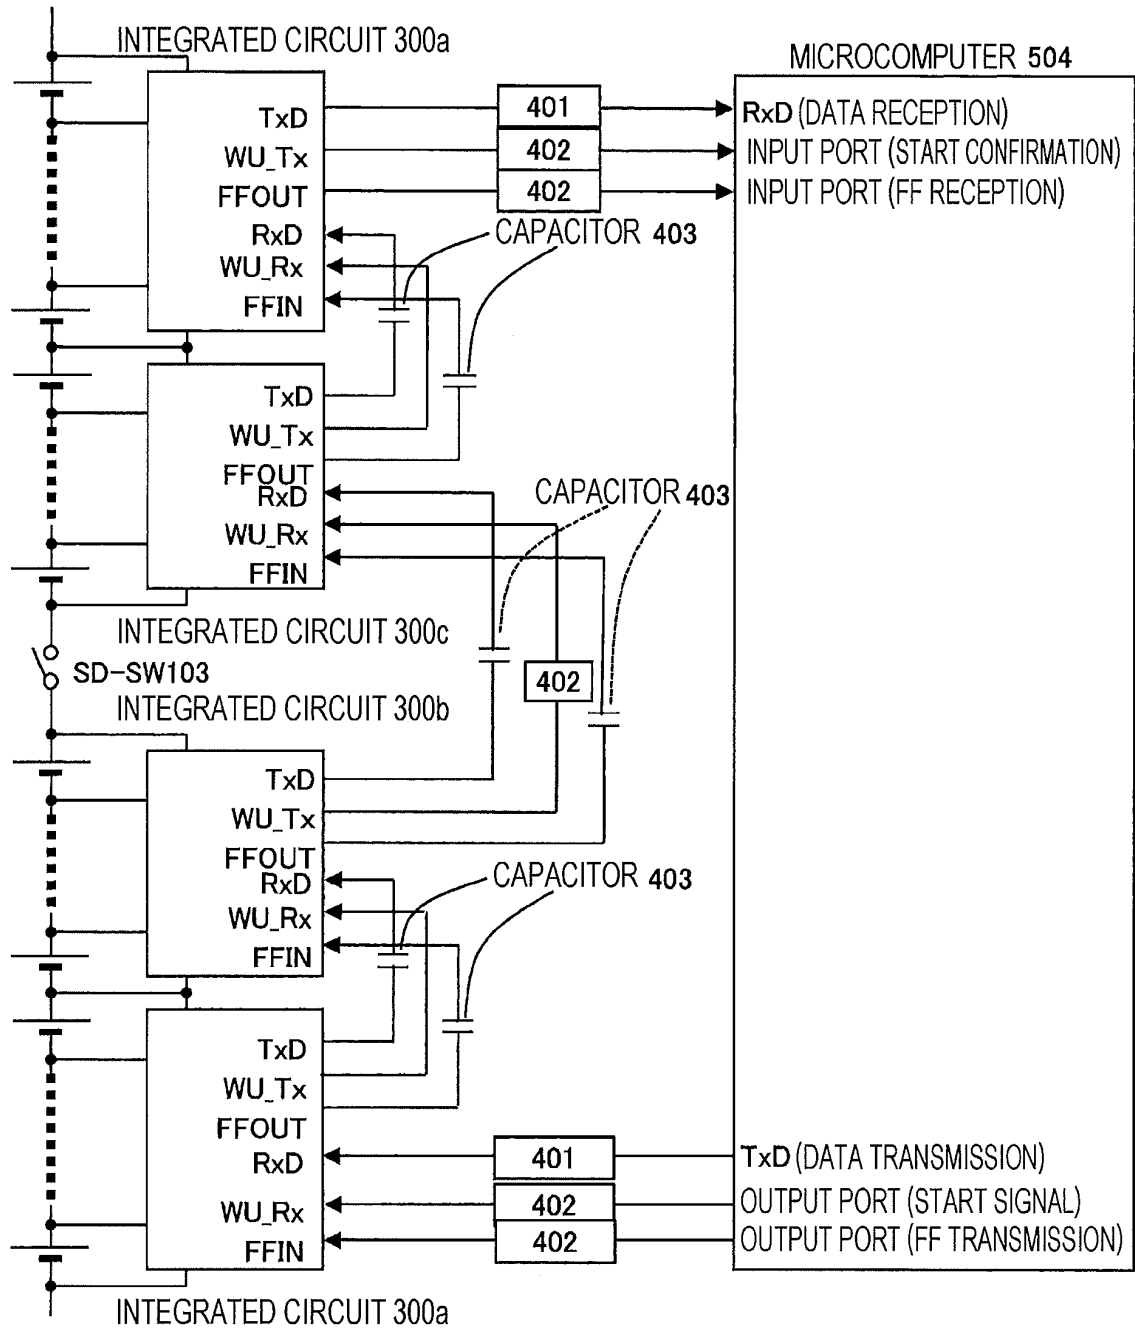 INTEGRATED CIRCUIT 300a
MICROCOMPUTER 504
TxD
401
RxD (DATA RECEPTION)
WU_Tx
402
INPUT PORT (START CONFIRMATION)
FFOUT
402
INPUT PORT (FF RECEPTION)
RxD
CAPACITOR 403
WU_Rx
FFIN
TxD
WU_Tx
FFOUT
RxD
CAPACITOR 403
WU_Rx
FFIN
INTEGRATED CIRCUIT 300c
SD-SW103
402
INTEGRATED CIRCUIT 300b
TxD
WU_Tx
FFOUT
RxD
CAPACITOR 403
WU_Rx
FFIN
TxD
WU_Tx
FFOUT
RxD
401
TxD (DATA TRANSMISSION)
WU_Rx
402
OUTPUT PORT (START SIGNAL)
FFIN
402
OUTPUT PORT (FF TRANSMISSION)
INTEGRATED CIRCUIT 300a